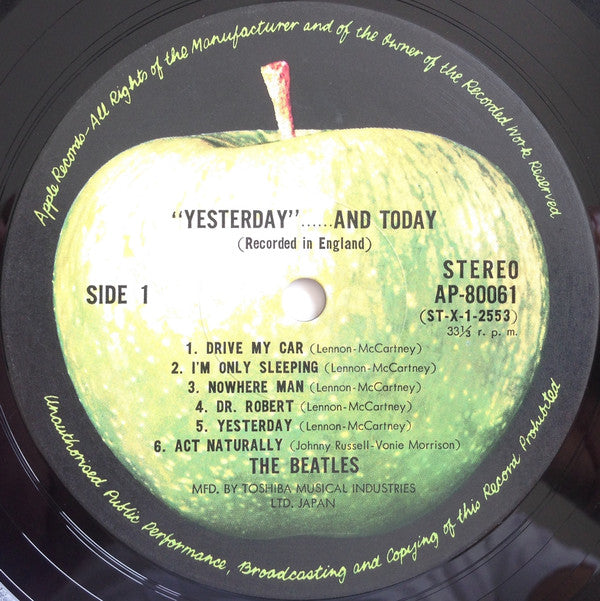 Apple Records-All Rights of the Manufacturer and of the Owner of the Recorded Work Reserved
"YESTERDAY"......AND TODAY
(Recorded in England)
SIDE 1
STEREO
AP-80061
(ST-X-1-2553)
33⅓ r. p. m.
1. DRIVE MY CAR (Lennon-McCartney)
2. I'M ONLY SLEEPING (Lennon-McCartney)
3. NOWHERE MAN (Lennon-McCartney)
4. DR. ROBERT (Lennon-McCartney)
5. YESTERDAY (Lennon-McCartney)
6. ACT NATURALLY (Johnny Russell-Vonie Morrison)
THE BEATLES
MFD. BY TOSHIBA MUSICAL INDUSTRIES
LTD. JAPAN
Unauthorised Public Performance, Broadcasting and Copying of this Record Prohibited